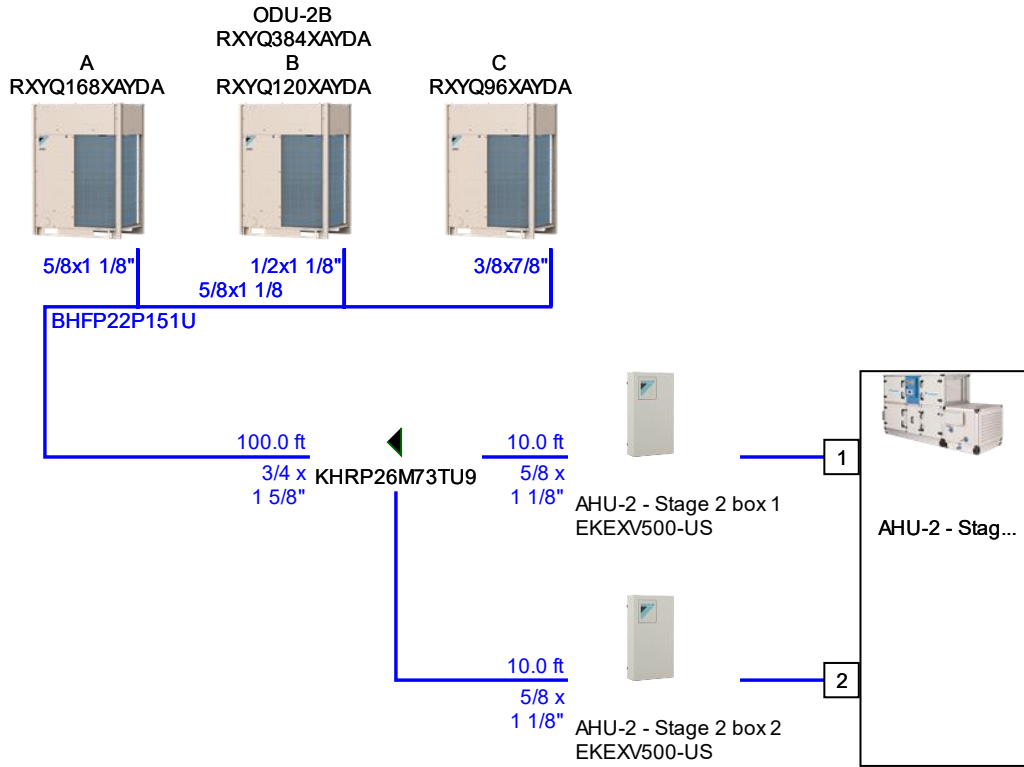 ODU-2B
RXYQ384XAYDA
A
B
C
RXYQ168XAYDA
RXYQ120XAYDA
RXYQ96XAYDA
5/8x1 1/8"
1/2x1 1/8"
3/8x7/8"
5/8x1 1/8
BHFP22P151U
100.0 ft
3/4 x
1 5/8"
KHRP26M73TU9
10.0 ft
5/8 x
1 1/8"
AHU-2 - Stage 2 box 1
EKEXV500-US
1
AHU-2 - Stag...
10.0 ft
5/8 x
1 1/8"
AHU-2 - Stage 2 box 2
EKEXV500-US
2